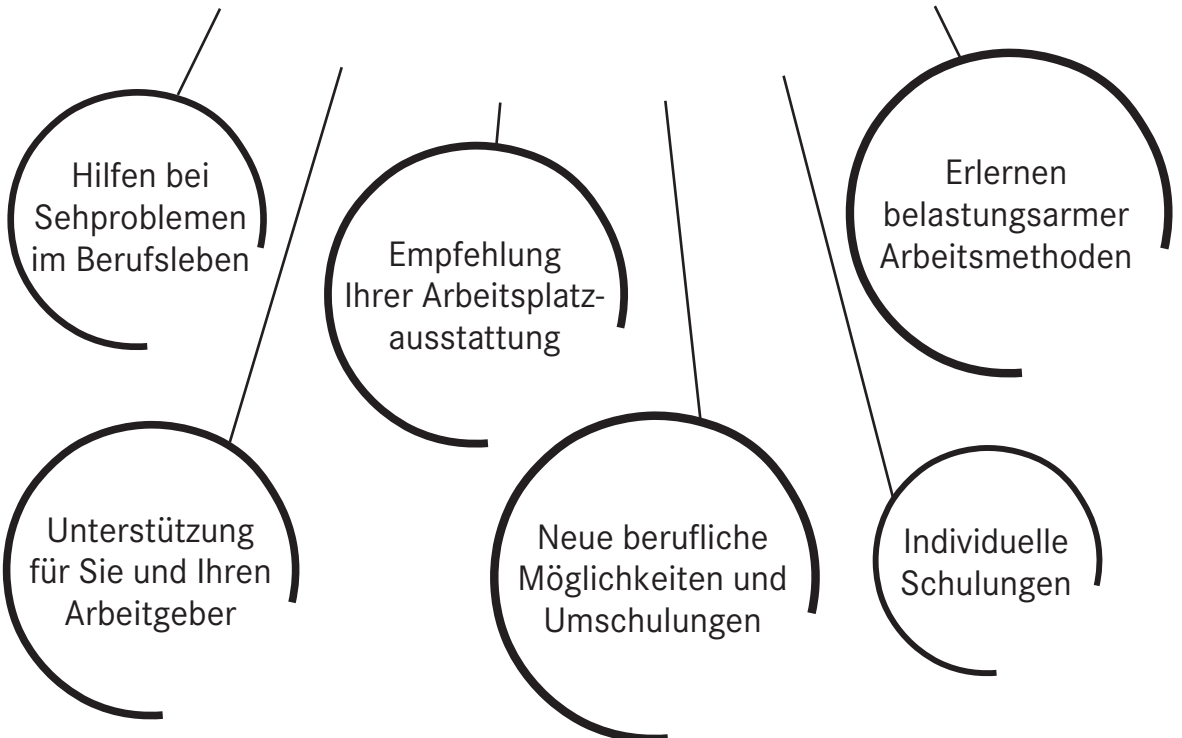 Hilfen bei
Sehproblemen
im Berufsleben
Empfehlung
Ihrer Arbeitsplatz-
ausstattung
Erlernen
belastungsarmer
Arbeitsmethoden
Unterstützung
für Sie und Ihren
Arbeitgeber
Neue berufliche
Möglichkeiten und
Umschulungen
Individuelle
Schulungen